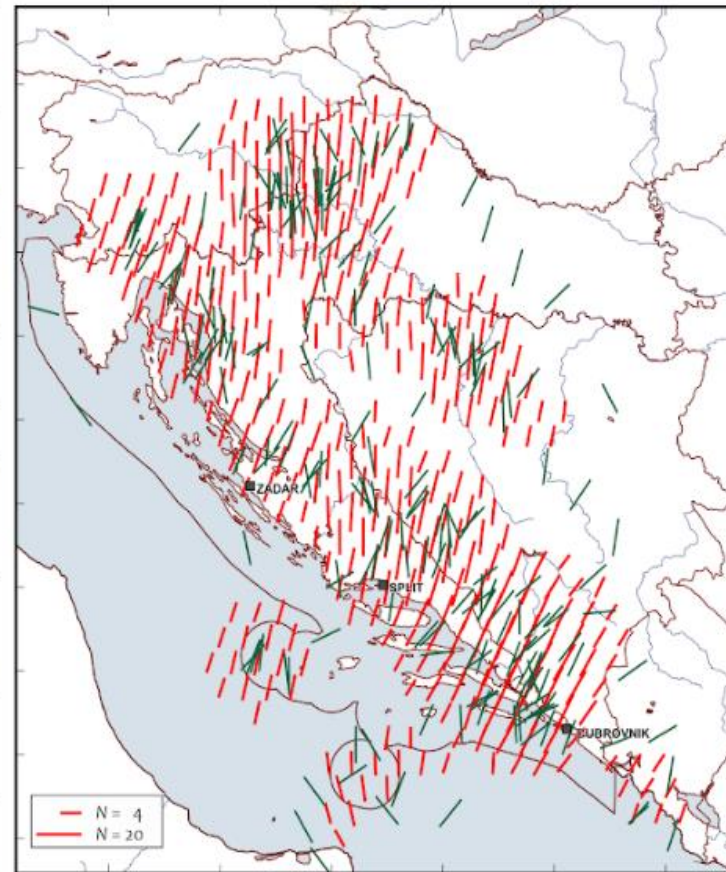 ZADAR
SPLIT
DUBROVNIK
N = 4
N = 20